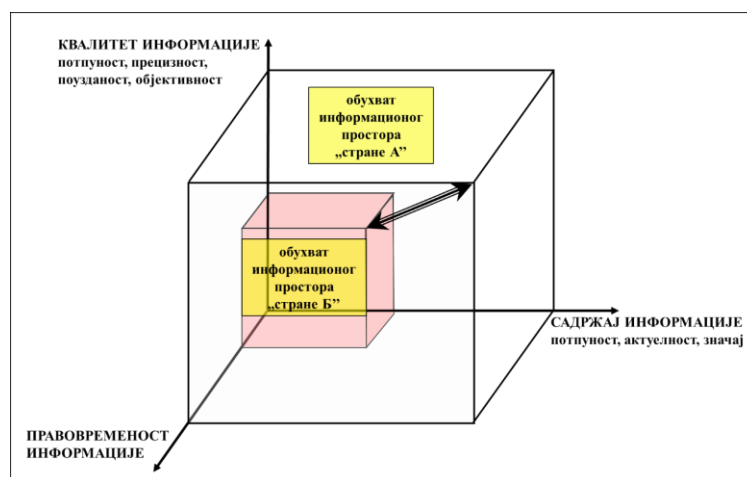 КВАЛИТЕТ ИНФОРМАЦИЈЕ
потпуност, прецизност,
поузданост, објективност
обухват
информационог
простора
„стране А”
обухват
информационог
простора
„стране Б”
САДРЖАЈ ИНФОРМАЦИЈЕ
потпуност, актуелност, значај
ПРАВОВРЕМЕНОСТ
ИНФОРМАЦИЈЕ